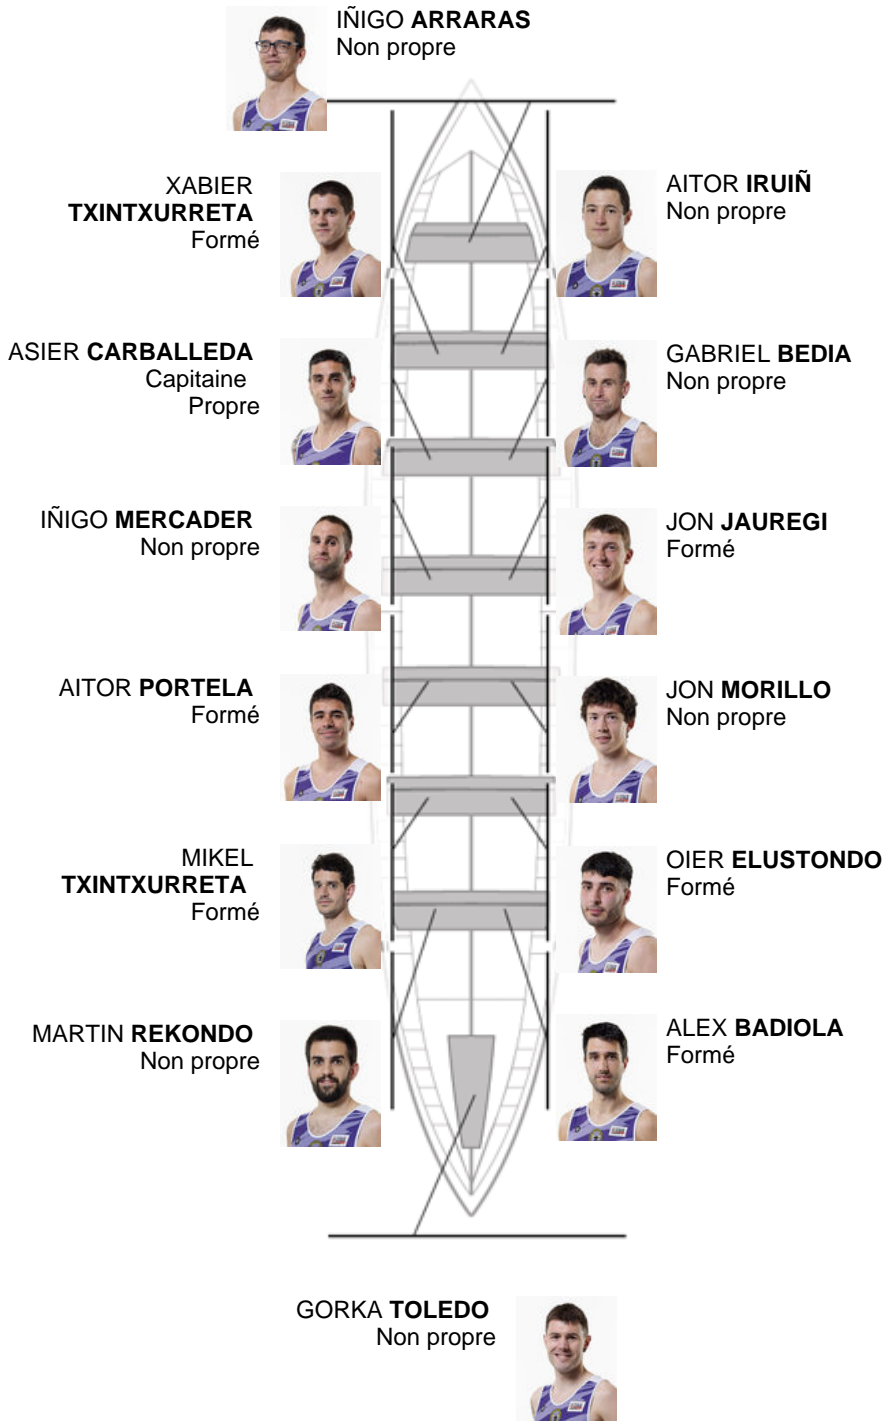 IÑIGO ARRARAS
Non propre
XABIER
TXINTXURRETA
Formé
AITOR IRUIÑ
Non propre
ASIER CARBALLEDA
Capitaine
Propre
GABRIEL BEDIA
Non propre
IÑIGO MERCADER
Non propre
JON JAUREGI
Formé
AITOR PORTELA
Formé
JON MORILLO
Non propre
MIKEL
TXINTXURRETA
Formé
OIER ELUSTONDO
Formé
MARTIN REKONDO
Non propre
ALEX BADIOLA
Formé
GORKA TOLEDO
Non propre